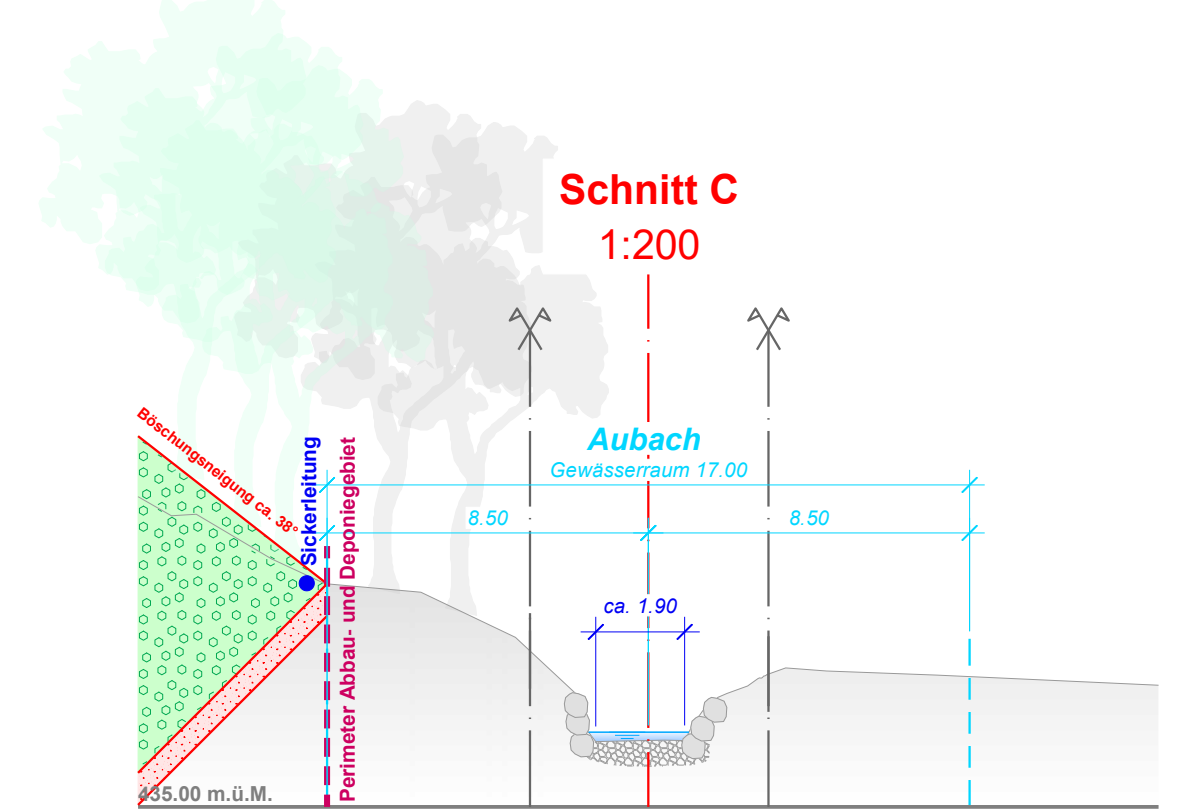 Schnitt C
1:200
Aubach
Gewässerraum 17.00
8.50
8.50
ca. 1.90
Böschungsneigung ca. 38°
Sickerleitung
Perimeter Abbau- und Deponiegebiet
435.00 m.ü.M.